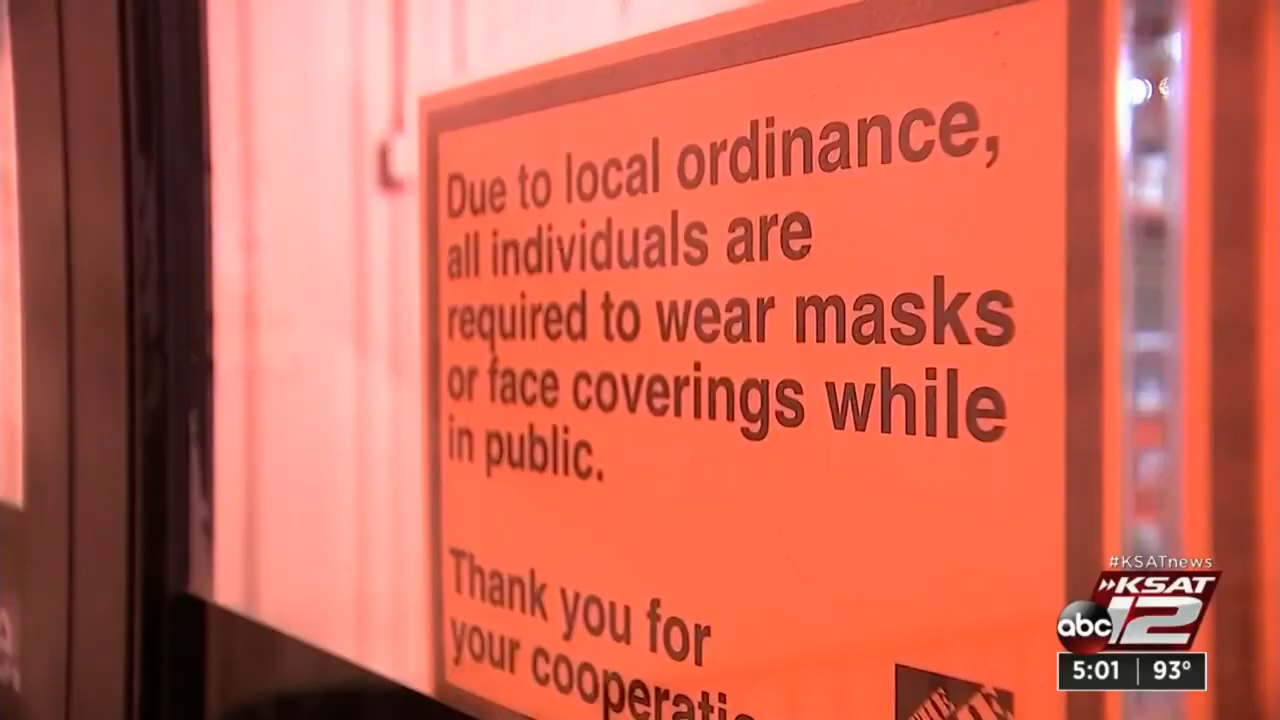 Due to local ordinance,
all individuals are
required to wear masks
or face coverings while
in public.
Thank you for
your cooperati
#KSATnews
KSAT
abc 12
5:01 93°